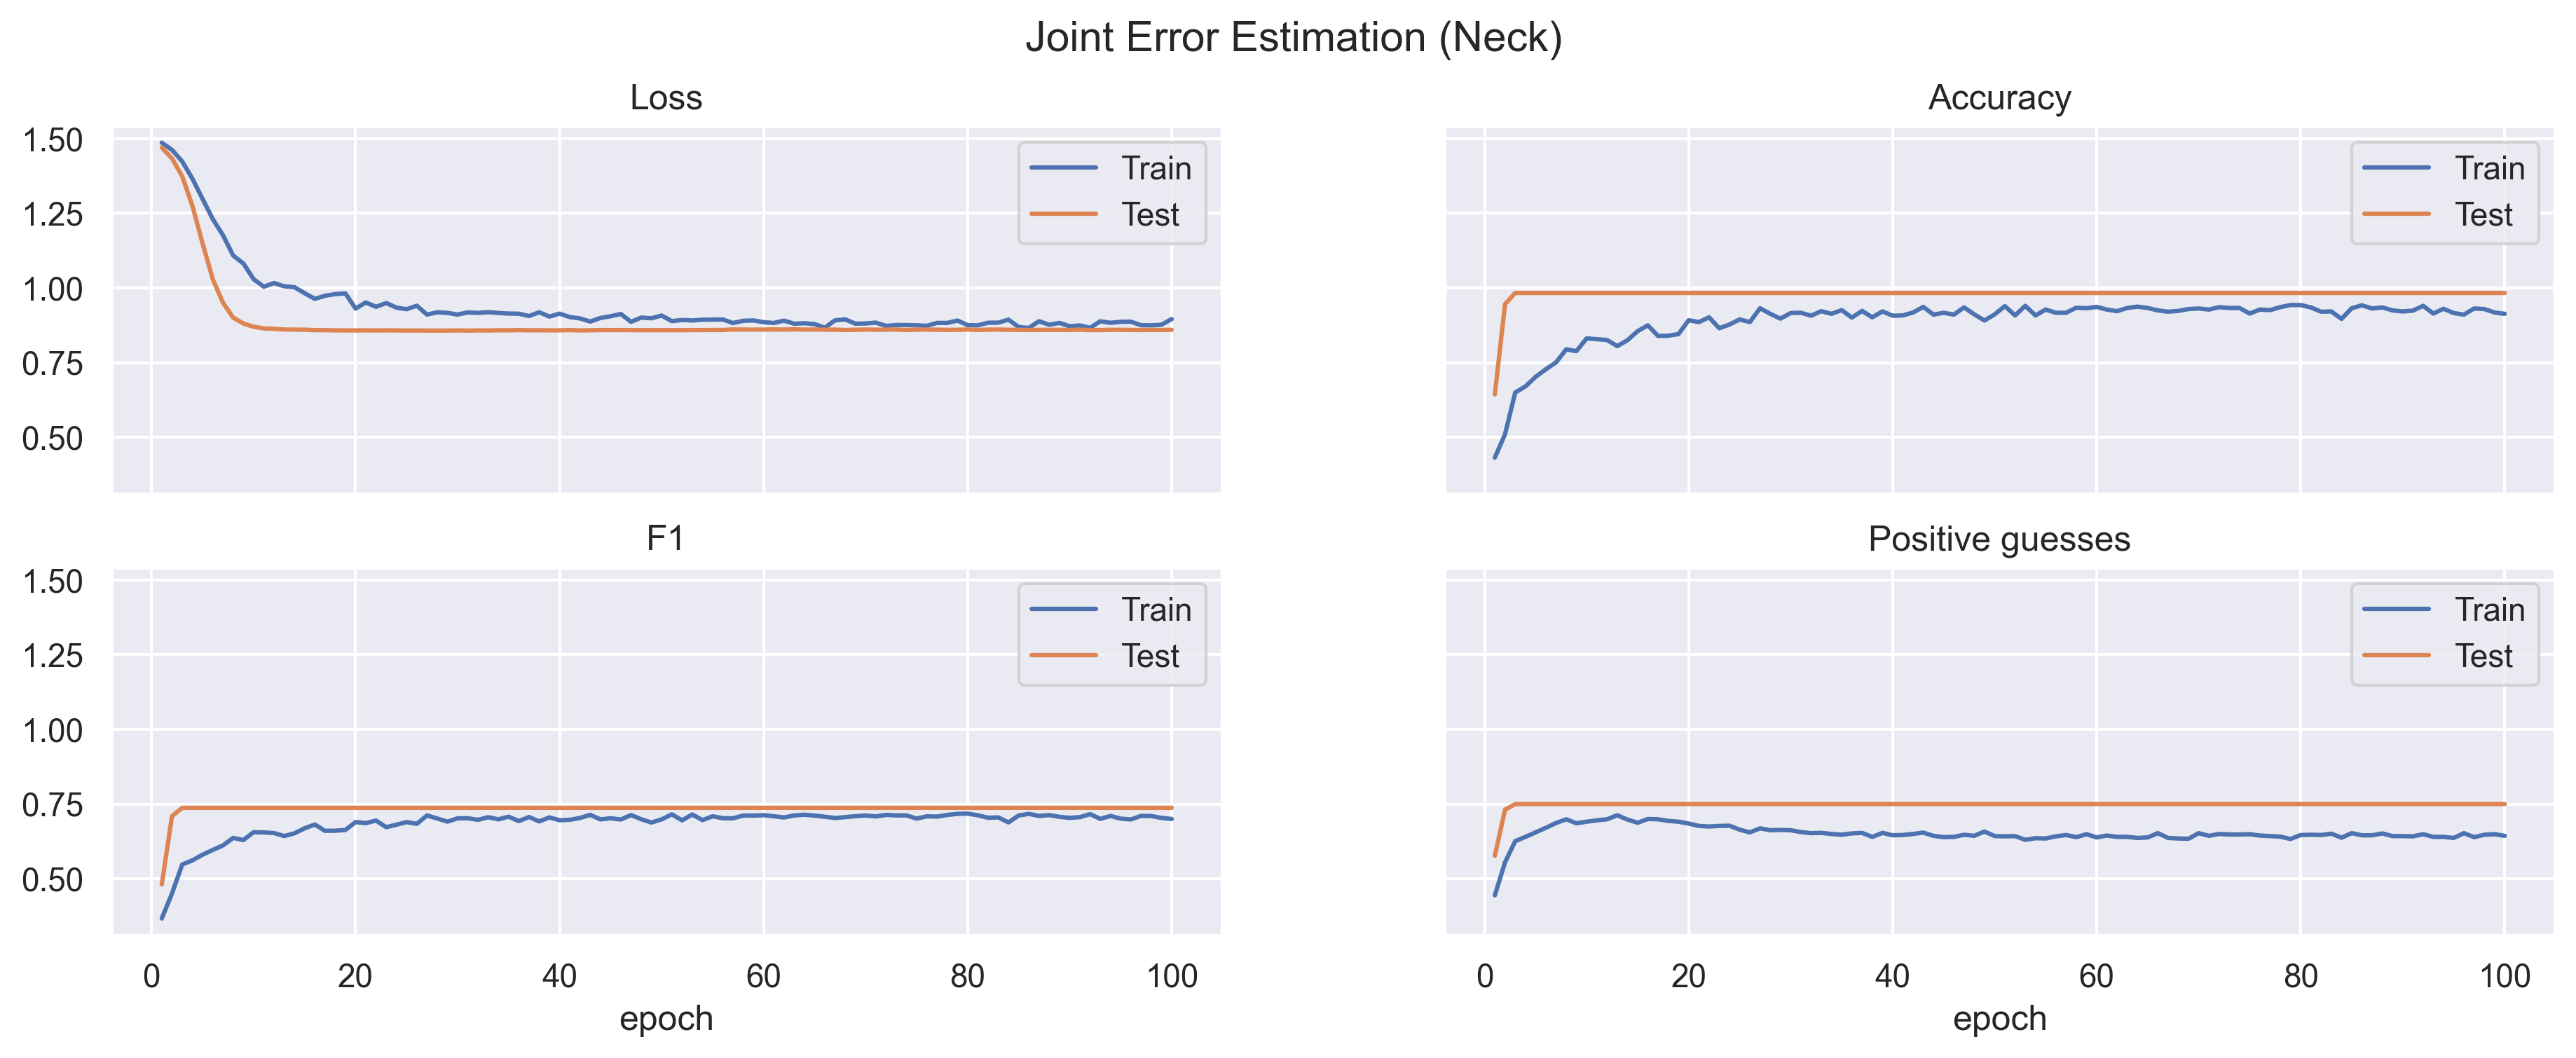 Joint Error Estimation (Neck)
Loss
1.50
1.25
1.00
0.75
0.50
Train
Test
Accuracy
Train
Test
F1
1.50
1.25
1.00
0.75
0.50
Train
Test
0 20 40 60 80 100
epoch
Positive guesses
Train
Test
0 20 40 60 80 100
epoch